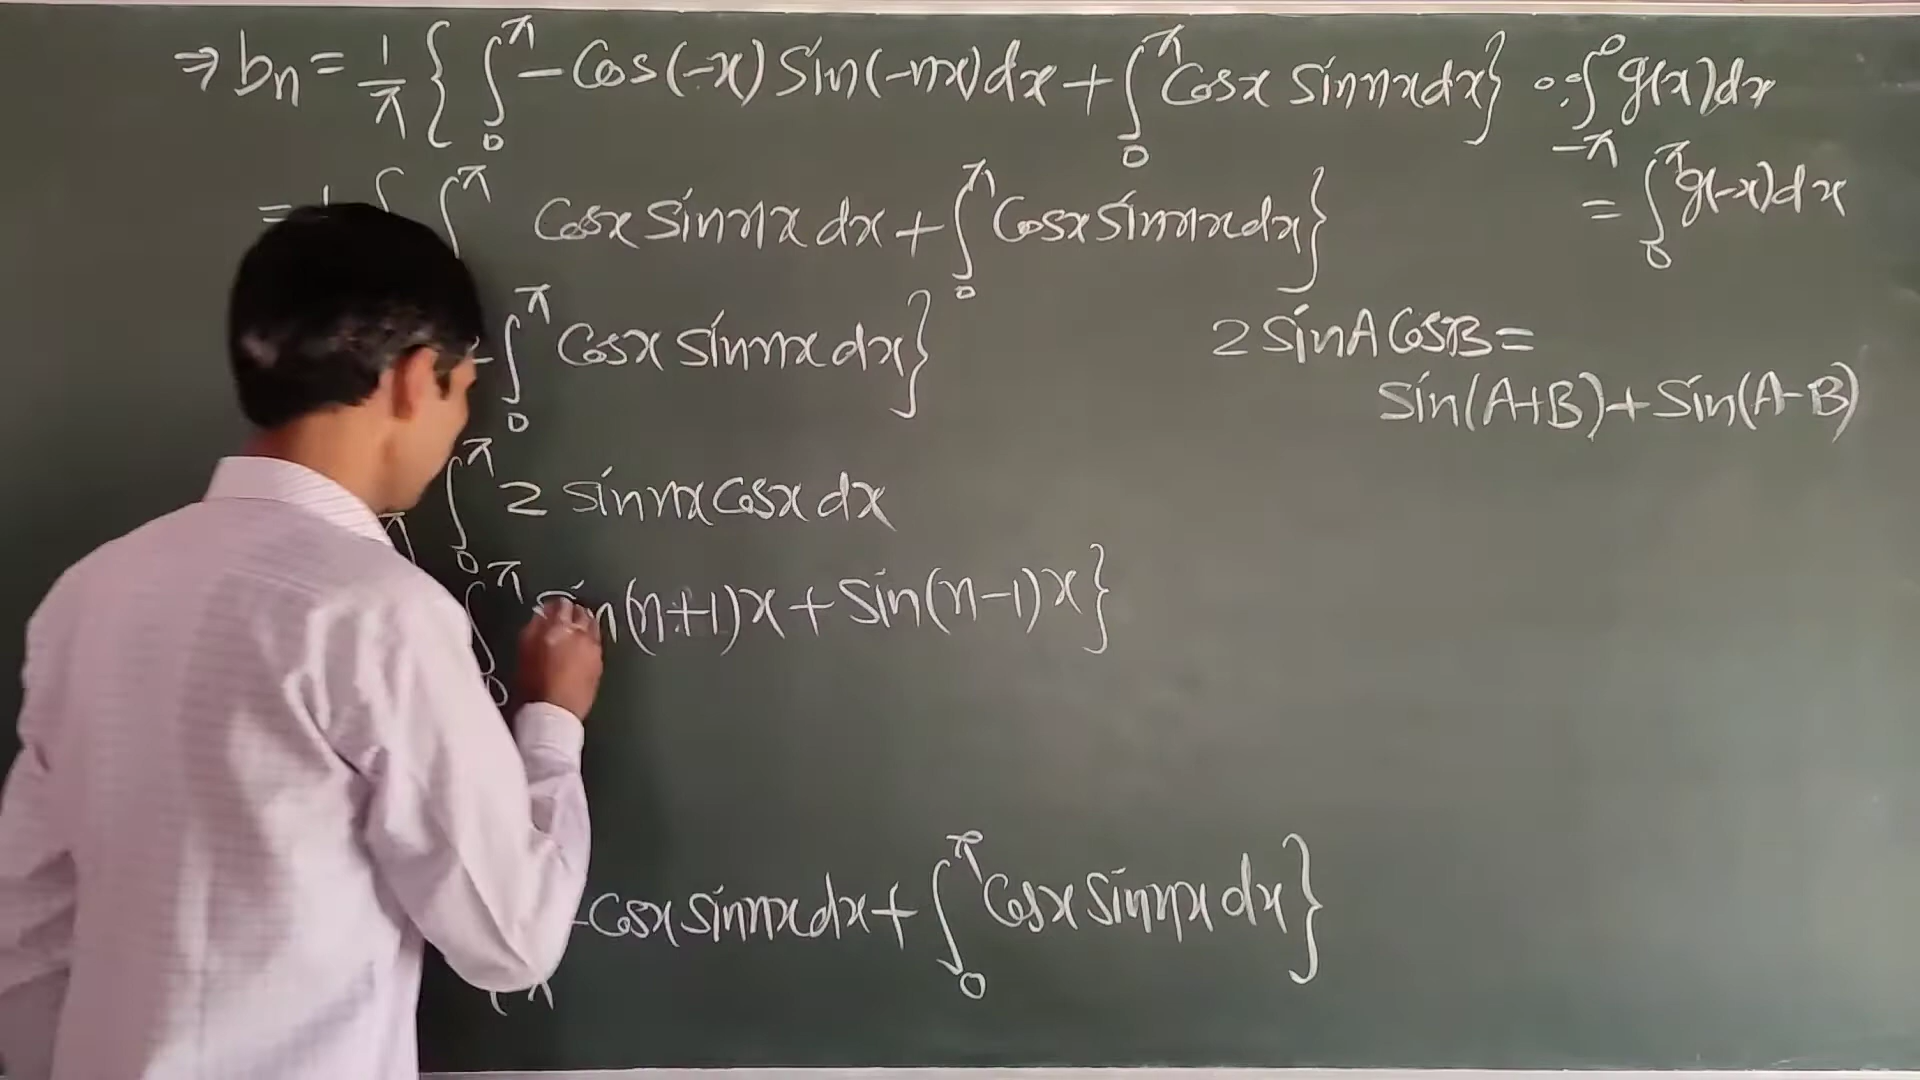 ⇒ bn = 1/π { ∫₀^π -Cos(-x) Sin(-nx) dx + ∫₀^π Cosx Sinnx dx } ∵ ∫_{-π}^0 g(x) dx
= ∫₀^π g(-x) dx
= 1 { ∫^π Cosx Sinnx dx + ∫₀^π Cosx Sinnx dx }
∫₀^π Cosx Sinnx dx }
2 SinA CosB =
Sin(A+B) + Sin(A-B)
∫₀^π 2 Sinnx Cosx dx
∫₀^π Sin(n+1)x + Sin(n-1)x }
-Cosx Sinnx dx + ∫₀^π Cosx Sinnx dx }